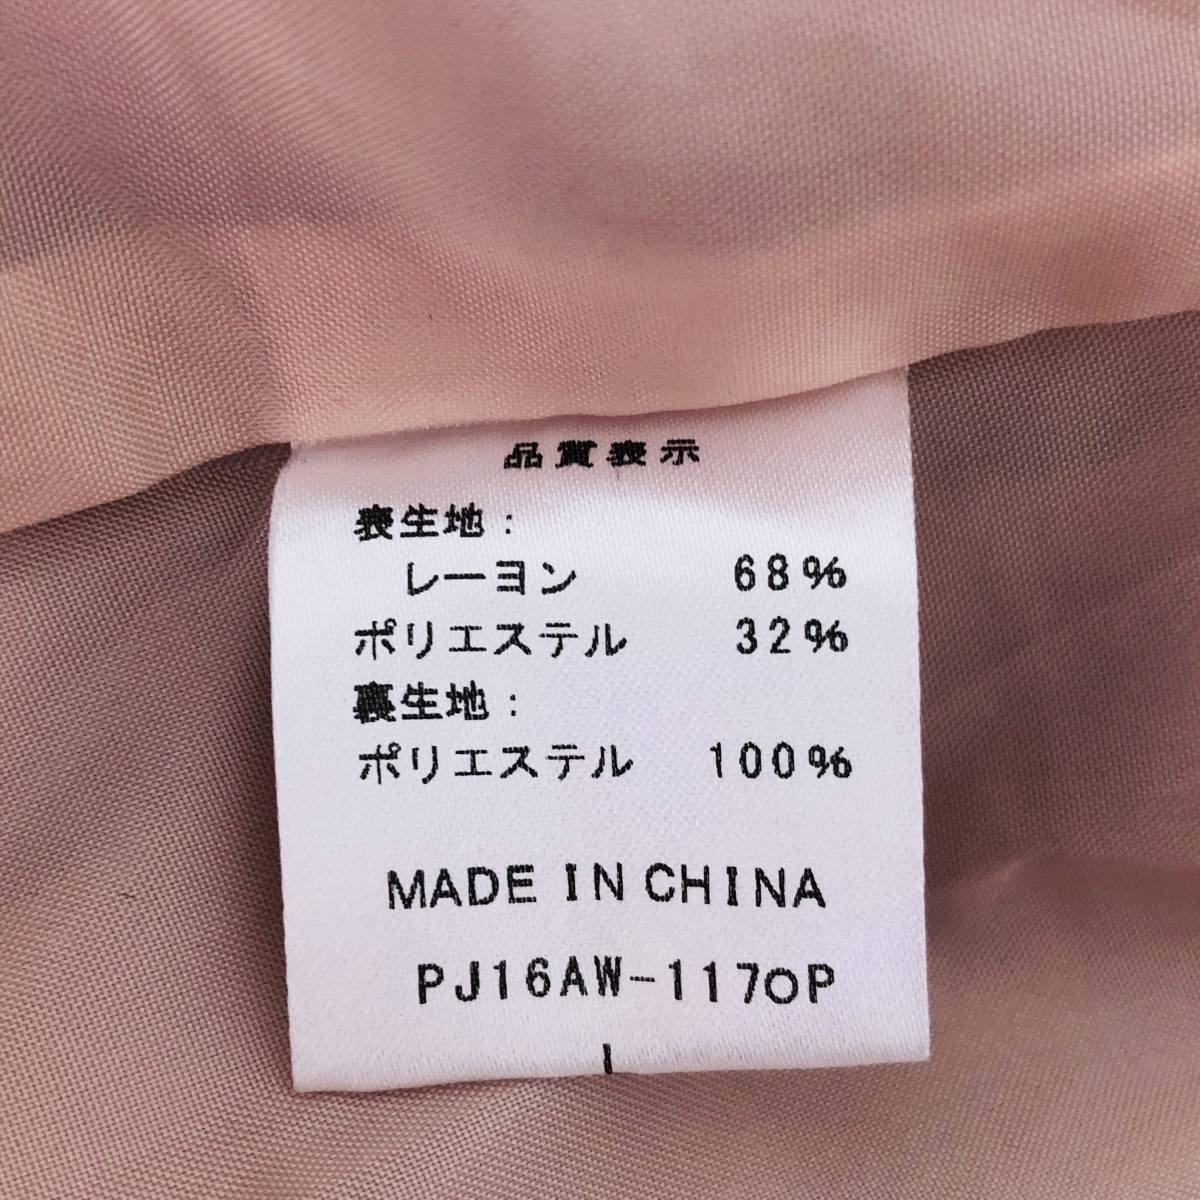 品質表示
表生地:
レーヨン 68%
ポリエステル 32%
裏生地:
ポリエステル 100%
MADE IN CHINA
PJ16AW-117OP